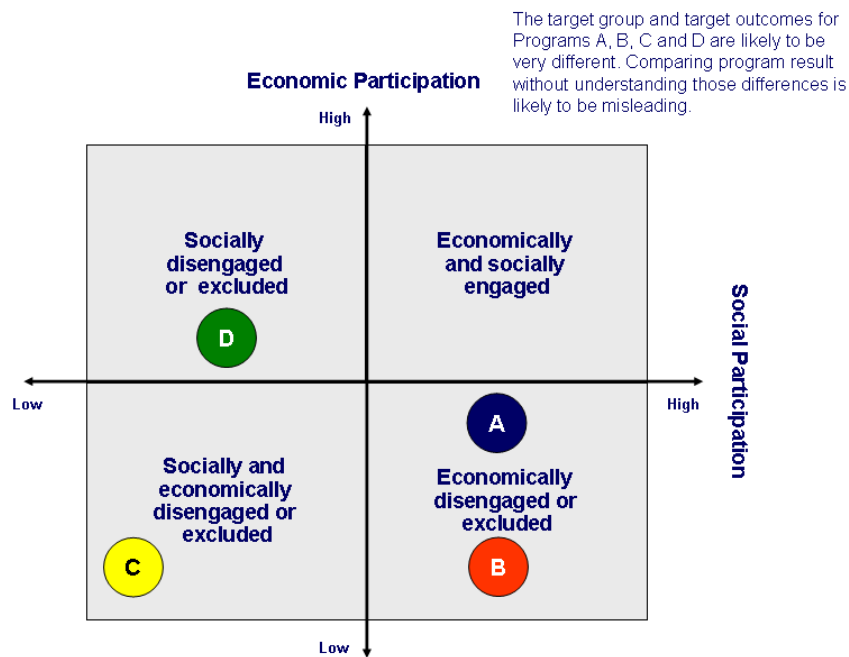 The target group and target outcomes for
Programs A, B, C and D are likely to be
very different. Comparing program result
without understanding those differences is
likely to be misleading.
Economic Participation
High
Socially
disengaged
or excluded
Economically
and socially
engaged
D
Social Participation
Low
High
A
Socially and
economically
disengaged or
excluded
Economically
disengaged or
excluded
C
B
Low